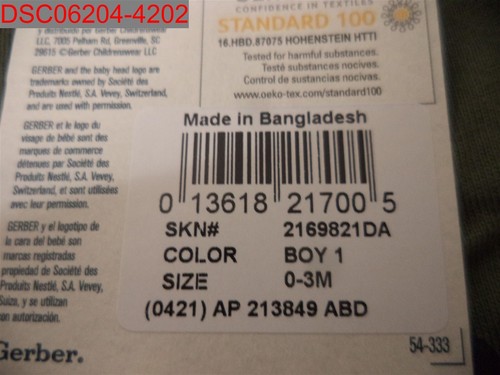 DSC06204-4202
y distribuido por
Gerber Childrenswear
LLC, 7005 Pelham Rd, Greenville, SC
29615 ©Gerber Childrenswear LLC
GERBER and the baby head logo are
trademarks owned by Société des
Produits Nestlé, S.A. Vevey, Switzerland,
and are used with permission.
GERBER et le logo du
visage de bébé sont des
marques de commerce
détenues par Société des
Produits Nestlé, S.A. Vevey,
Switzerland, et sont utilisées
avec leur permission.
GERBER y el logotipo de
la cara del bebé son
marcas registradas
propiedad de Société des
Produits Nestlé, S.A. Vevey,
Suiza, y se utilizan
autorización.
Gerber.
CONFIDENCE IN TEXTILES
STANDARD 100
16.HBD.87075 HOHENSTEIN HTTI
Tested for harmful substances.
Testé substances nocives.
Control de sustancias nocivas.
www.oeko-tex.com/standard100
Made in Bangladesh
0 13618 21700 5
SKN# 2169821DA
COLOR BOY 1
SIZE 0-3M
(0421) AP 213849 ABD
54-333